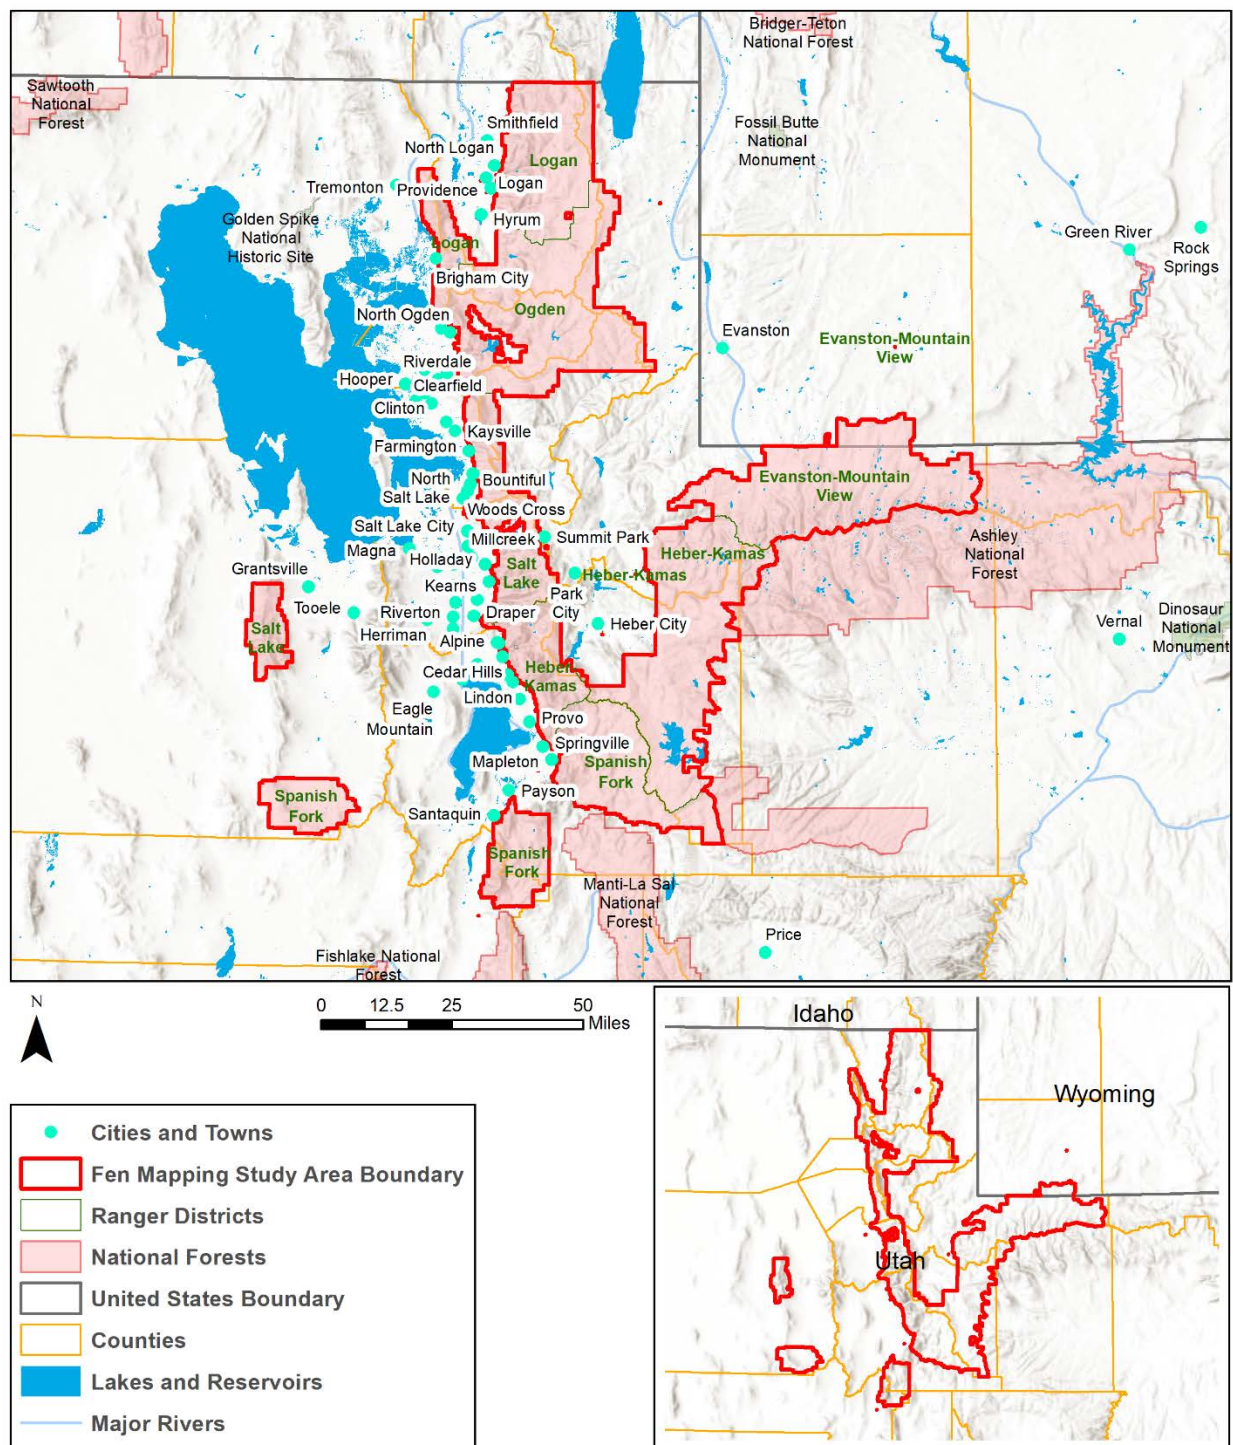 Bridger-Teton
National Forest
Sawtooth
National
Forest
Smithfield
Fossil Butte
National
Monument
North Logan
Logan
Tremonton
Providence
Logan
Golden Spike
National
Historic Site
Hyrum
Logan
Green River
Rock
Springs
Brigham City
Ogden
North Ogden
Evanston
Evanston-Mountain
View
Riverdale
Hooper
Clearfield
Clinton
Kaysville
Farmington
North
Salt Lake
Bountiful
Evanston-Mountain
View
Woods Cross
Salt Lake City
Millcreek
Summit Park
Magna
Holladay
Heber-Kamas
Ashley
National
Forest
Grantsville
Salt
Lake
Heber-Kamas
Kearns
Park
City
Tooele
Riverton
Draper
Heber City
Vernal
Dinosaur
National
Monument
Salt
Lake
Herriman
Alpine
Cedar Hills
Heber-
Kamas
Lindon
Eagle
Mountain
Provo
Springville
Mapleton
Spanish
Fork
Spanish
Fork
Payson
Santaquin
Spanish
Fork
Manti-La Sal
National
Forest
Price
Fishlake National
Forest
N
0 12.5 25 50
Miles
Idaho
Wyoming
Utah
Cities and Towns
Fen Mapping Study Area Boundary
Ranger Districts
National Forests
United States Boundary
Counties
Lakes and Reservoirs
Major Rivers